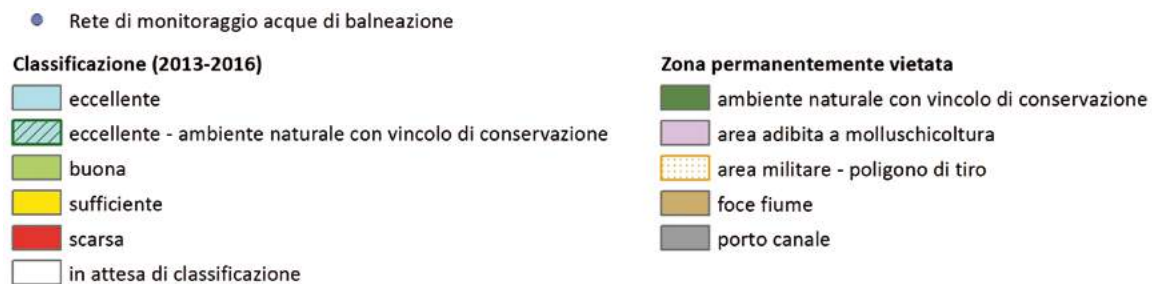 Rete di monitoraggio acque di balneazione
Classificazione (2013-2016)
eccellente
eccellente - ambiente naturale con vincolo di conservazione
buona
sufficiente
scarsa
in attesa di classificazione
Zona permanentemente vietata
ambiente naturale con vincolo di conservazione
area adibita a molluschicoltura
area militare - poligono di tiro
foce fiume
porto canale